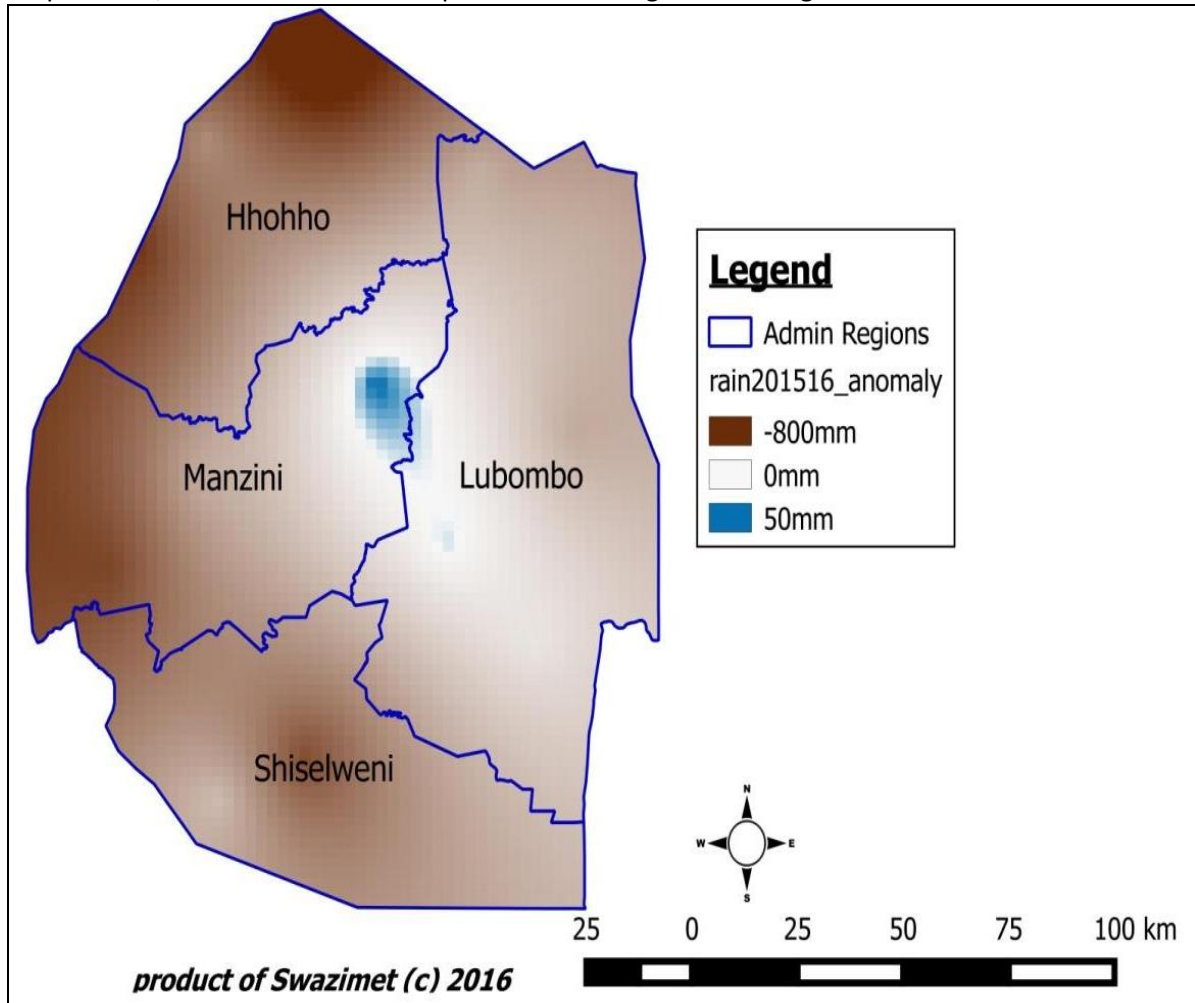 Hhohho
Manzini
Lubombo
Shiselweni
Legend
Admin Regions
rain201516_anomaly
-800mm
0mm
50mm
N
W E
S
25 0 25 50 75 100 km
product of Swazimet (c) 2016